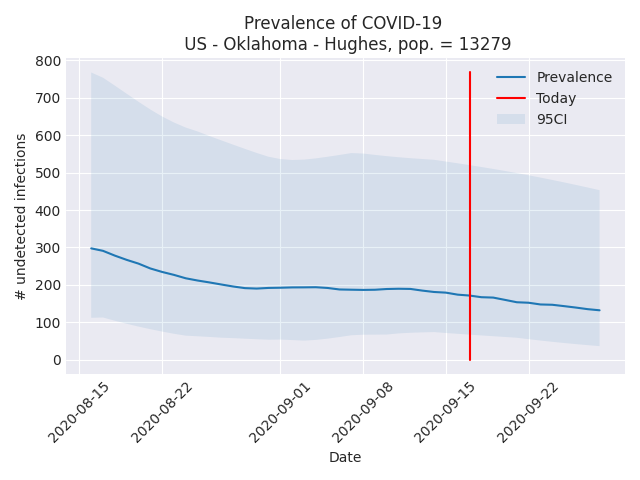 Prevalence of COVID-19
US - Oklahoma - Hughes, pop. = 13279
800
700
600
500
400
300
200
100
0
# undetected infections
Prevalence
Today
95CI
2020-08-15
2020-08-22
2020-09-01
2020-09-08
2020-09-15
2020-09-22
Date